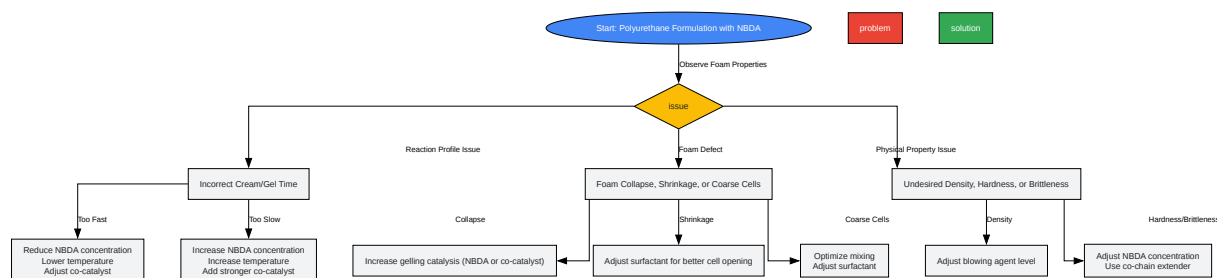 Start: Polyurethane Formulation with NBDA
problem
solution
Observe Foam Properties
issue
Reaction Profile Issue
Foam Defect
Physical Property Issue
Incorrect Cream/Gel Time
Foam Collapse, Shrinkage, or Coarse Cells
Undesired Density, Hardness, or Brittleness
Too Fast
Too Slow
Collapse
Shrinkage
Coarse Cells
Density
Hardness/Brittleness
Reduce NBDA concentration
Lower temperature
Adjust co-catalyst
Increase NBDA concentration
Increase temperature
Add stronger co-catalyst
Increase gelling catalysis (NBDA or co-catalyst)
Adjust surfactant for better cell opening
Optimize mixing
Adjust surfactant
Adjust blowing agent level
Adjust NBDA concentration
Use co-chain extender